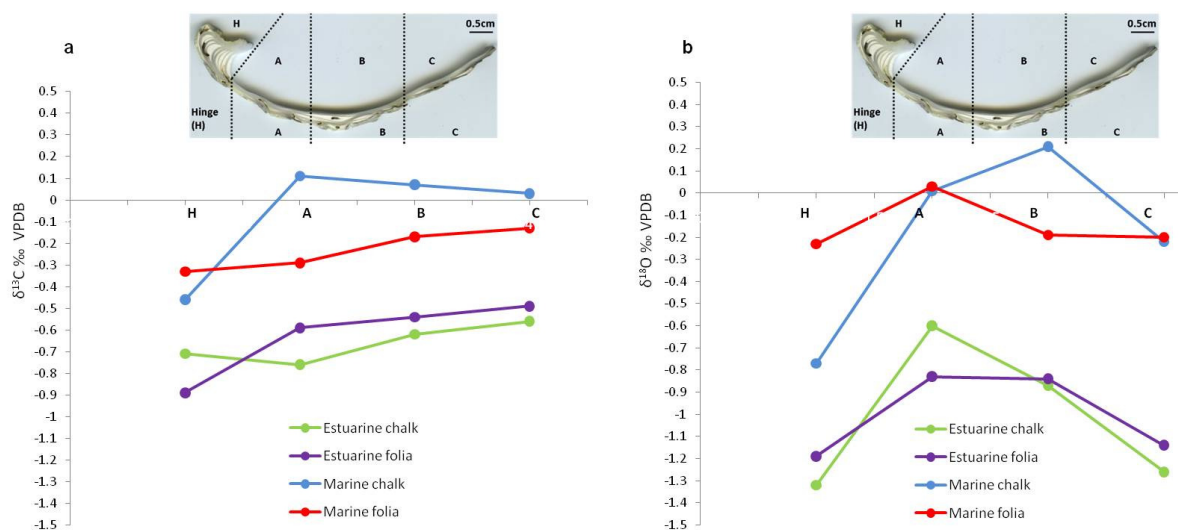 a
H
0.5cm
A
B
C
Hinge
(H)
A
B
C
δ13C ‰ VPDB
0.5
0.4
0.3
0.2
0.1
0
-0.1
-0.2
-0.3
-0.4
-0.5
-0.6
-0.7
-0.8
-0.9
-1
-1.1
-1.2
-1.3
-1.4
-1.5
H
A
B
C
Estuarine chalk
Estuarine folia
Marine chalk
Marine folia
b
H
0.5cm
A
B
C
Hinge
(H)
A
B
C
δ18O ‰ VPDB
0.5
0.4
0.3
0.2
0.1
0
-0.1
-0.2
-0.3
-0.4
-0.5
-0.6
-0.7
-0.8
-0.9
-1
-1.1
-1.2
-1.3
-1.4
-1.5
H
A
B
C
Estuarine chalk
Estuarine folia
Marine chalk
Marine folia